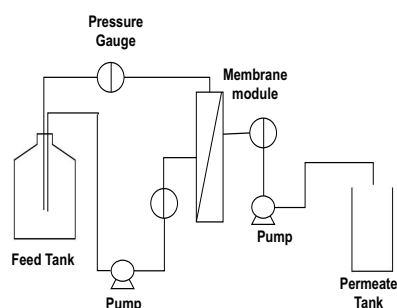 Pressure
Gauge
Membrane
module
Feed Tank
Pump
Pump
Permeate
Tank